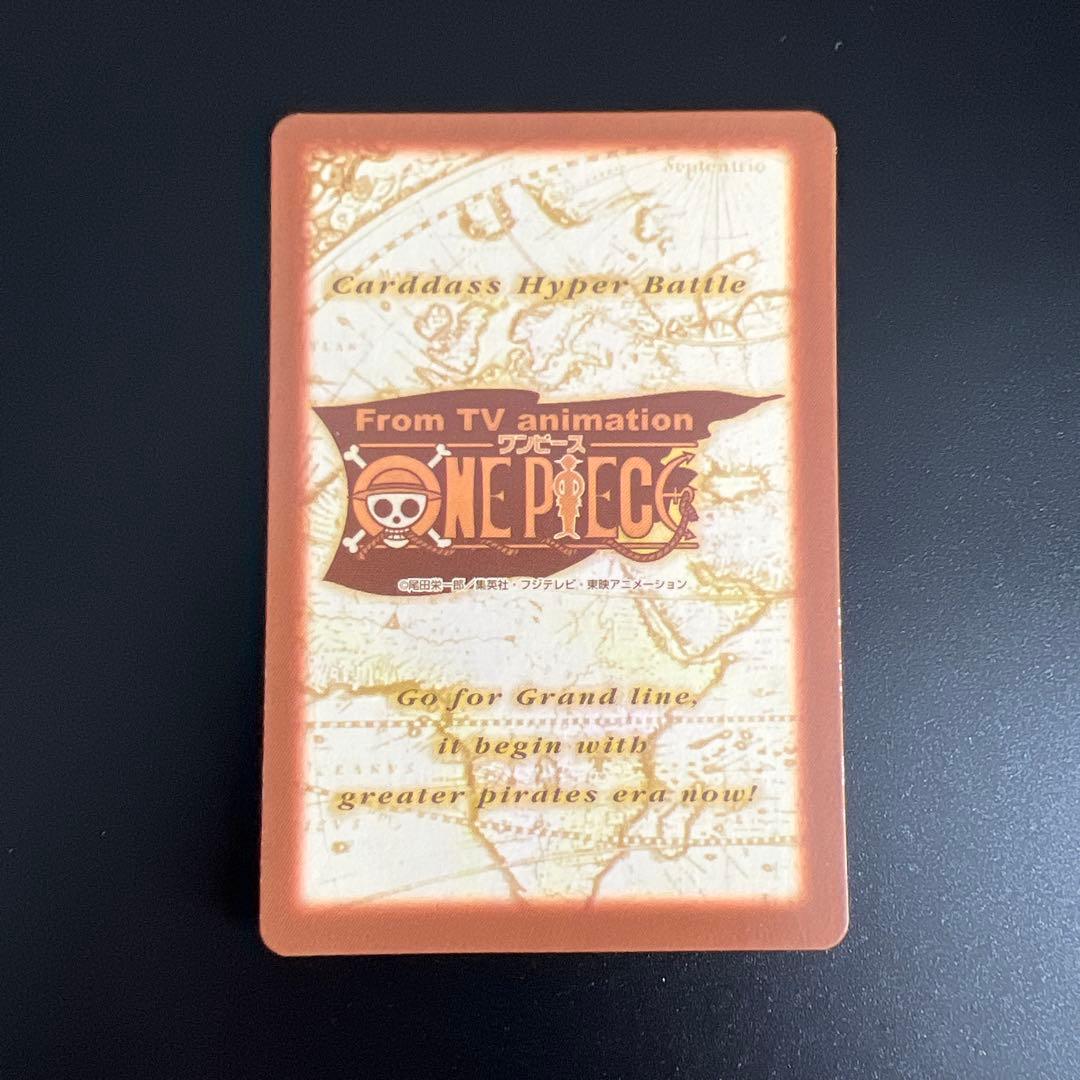 Septentrio
Carddass Hyper Battle
From TV animation
ワンピース
ONE PIECE
©尾田栄一郎/集英社・フジテレビ・東映アニメーション
Go for Grand line,
it begin with
greater pirates era now!